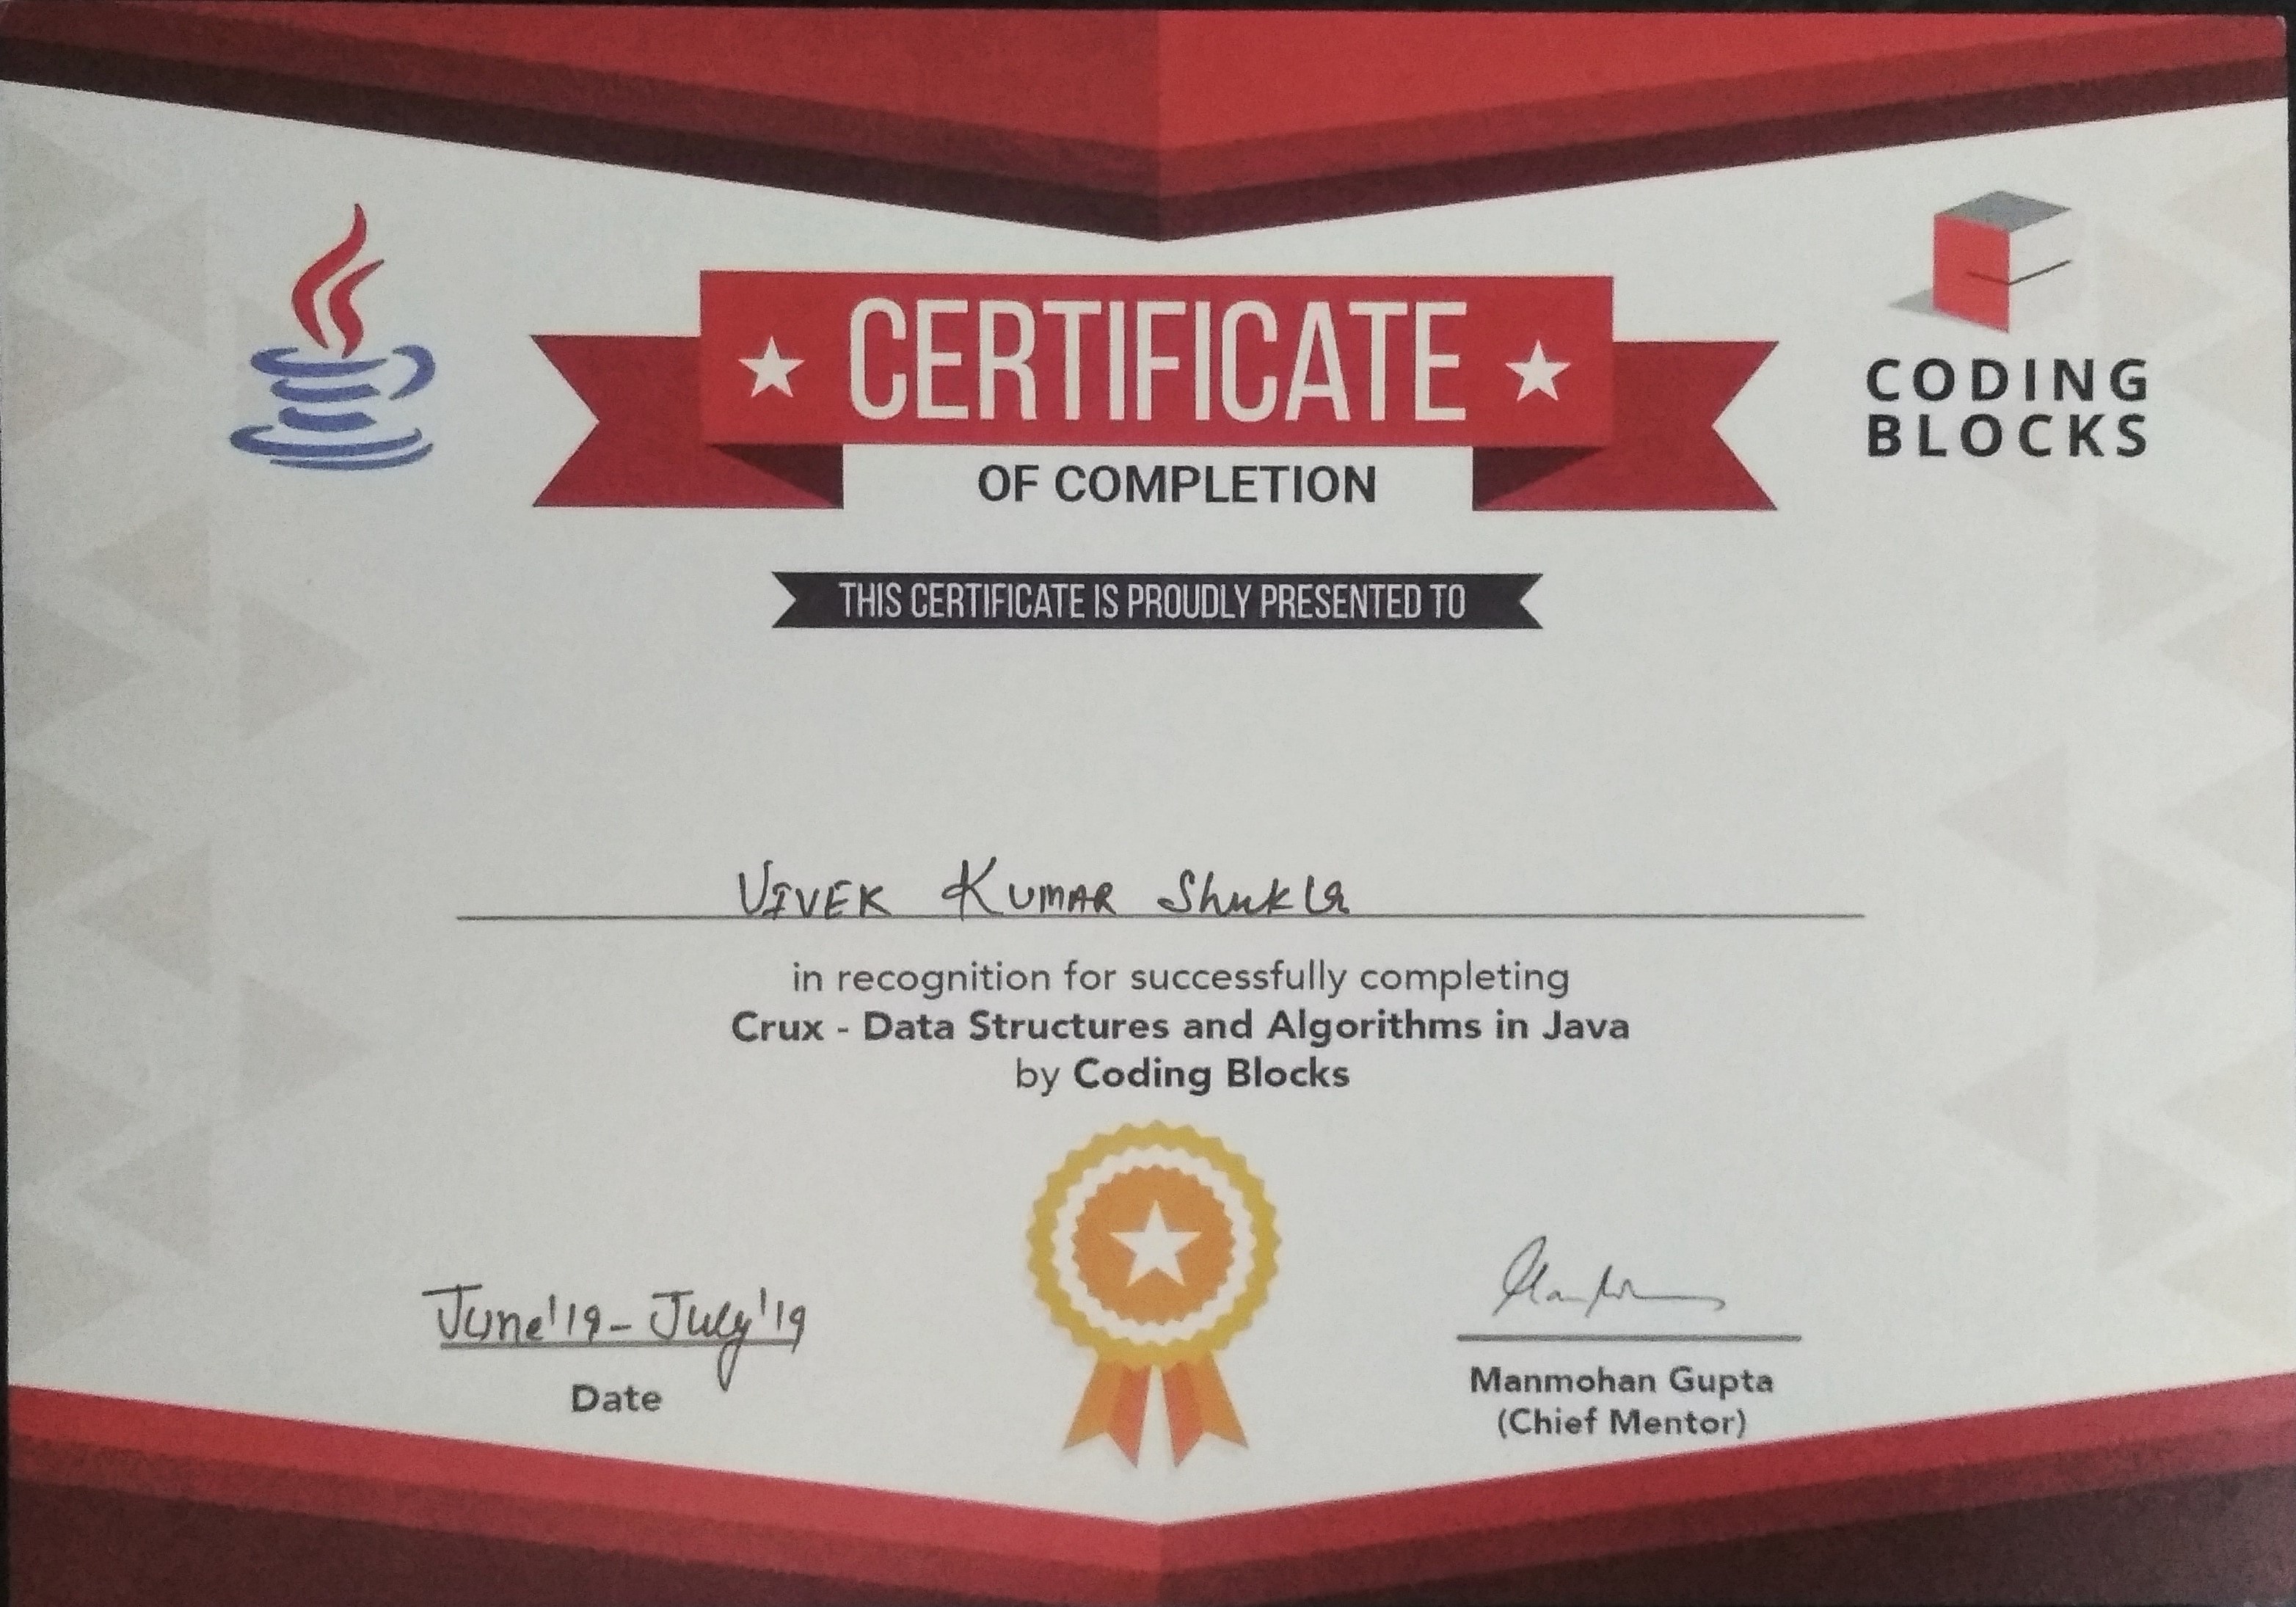 CERTIFICATE
OF COMPLETION
CODING
BLOCKS
THIS CERTIFICATE IS PROUDLY PRESENTED TO
VIVEK KUMAR Shukla
in recognition for successfully completing
Crux - Data Structures and Algorithms in Java
by Coding Blocks
June'19 - July'19
Date
Manmohan Gupta
(Chief Mentor)